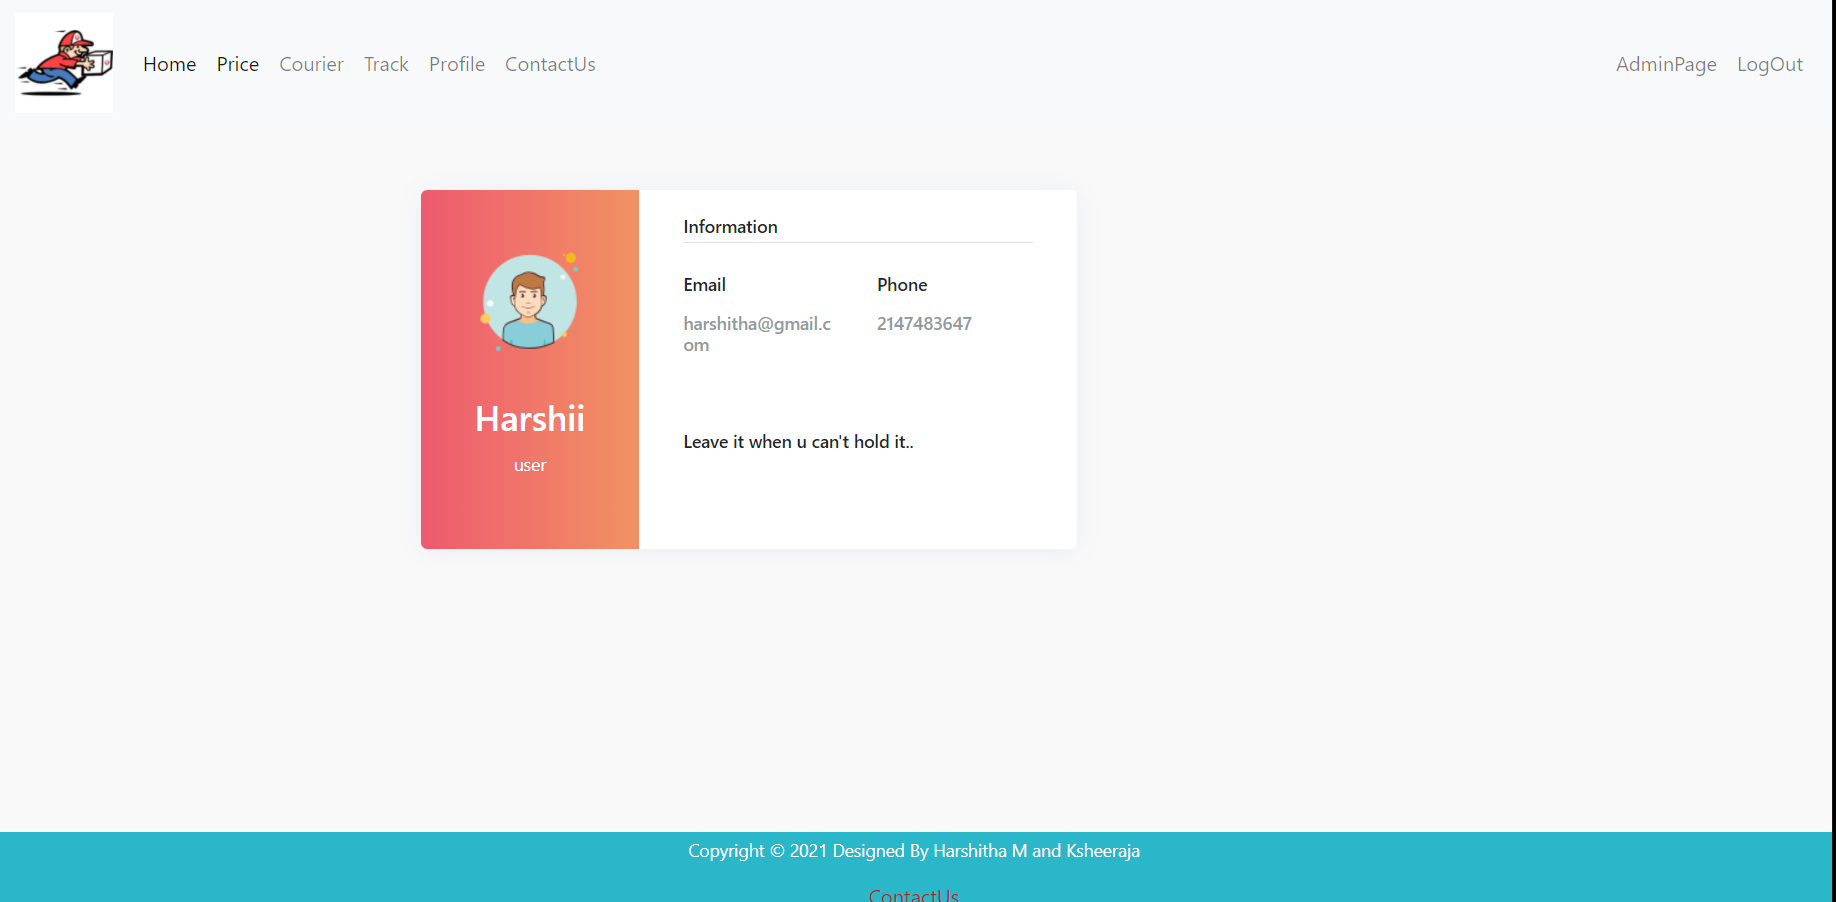 Home Price Courier Track Profile ContactUs AdminPage LogOut
Information
Email Phone
harshitha@gmail.c 2147483647
om
Harshii
user
Leave it when u can't hold it..
Copyright © 2021 Designed By Harshitha M and Ksheeraja
ContactUs